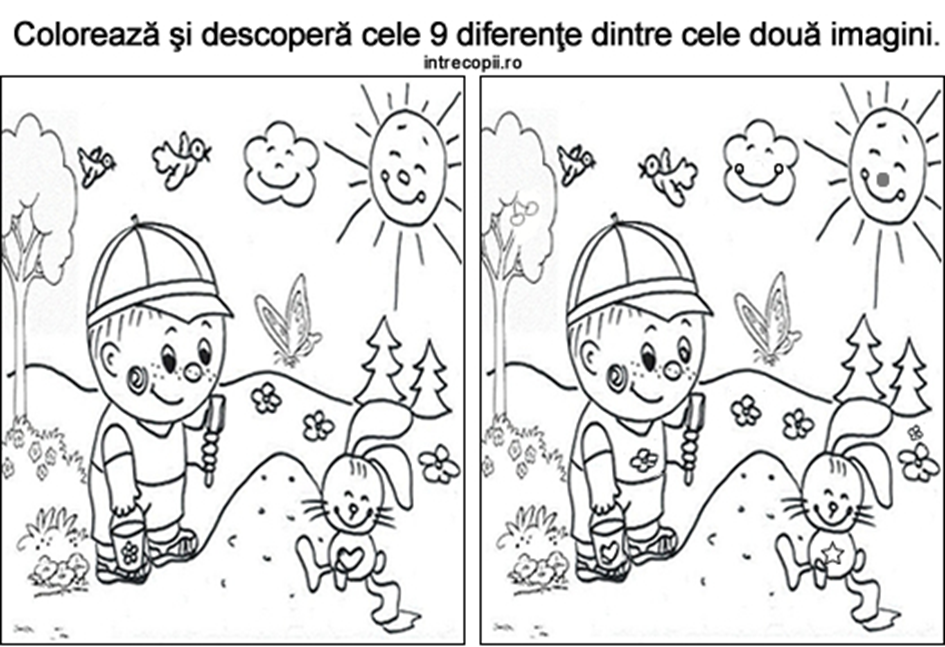 Colorează şi descoperă cele 9 diferenţe dintre cele două imagini.
intrecopii.ro